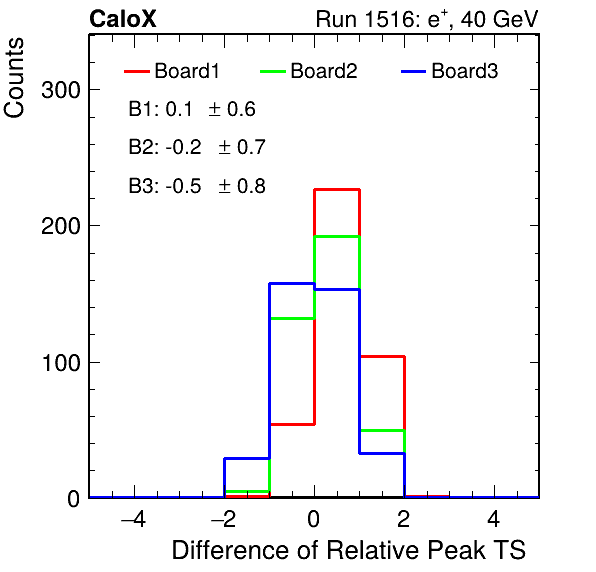 CaloX Run 1516: e⁺, 40 GeV
Counts
Board1 Board2 Board3
B1: 0.1 ± 0.6
B2: -0.2 ± 0.7
B3: -0.5 ± 0.8
300
200
100
0
−4 −2 0 2 4
Difference of Relative Peak TS